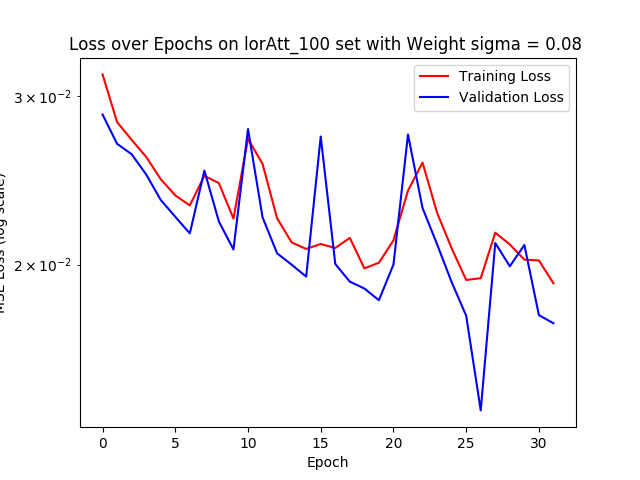 Loss over Epochs on lorAtt_100 set with Weight sigma = 0.08
Training Loss
Validation Loss
3 × 10⁻²
2 × 10⁻²
MSE Loss (log scale)
0 5 10 15 20 25 30
Epoch